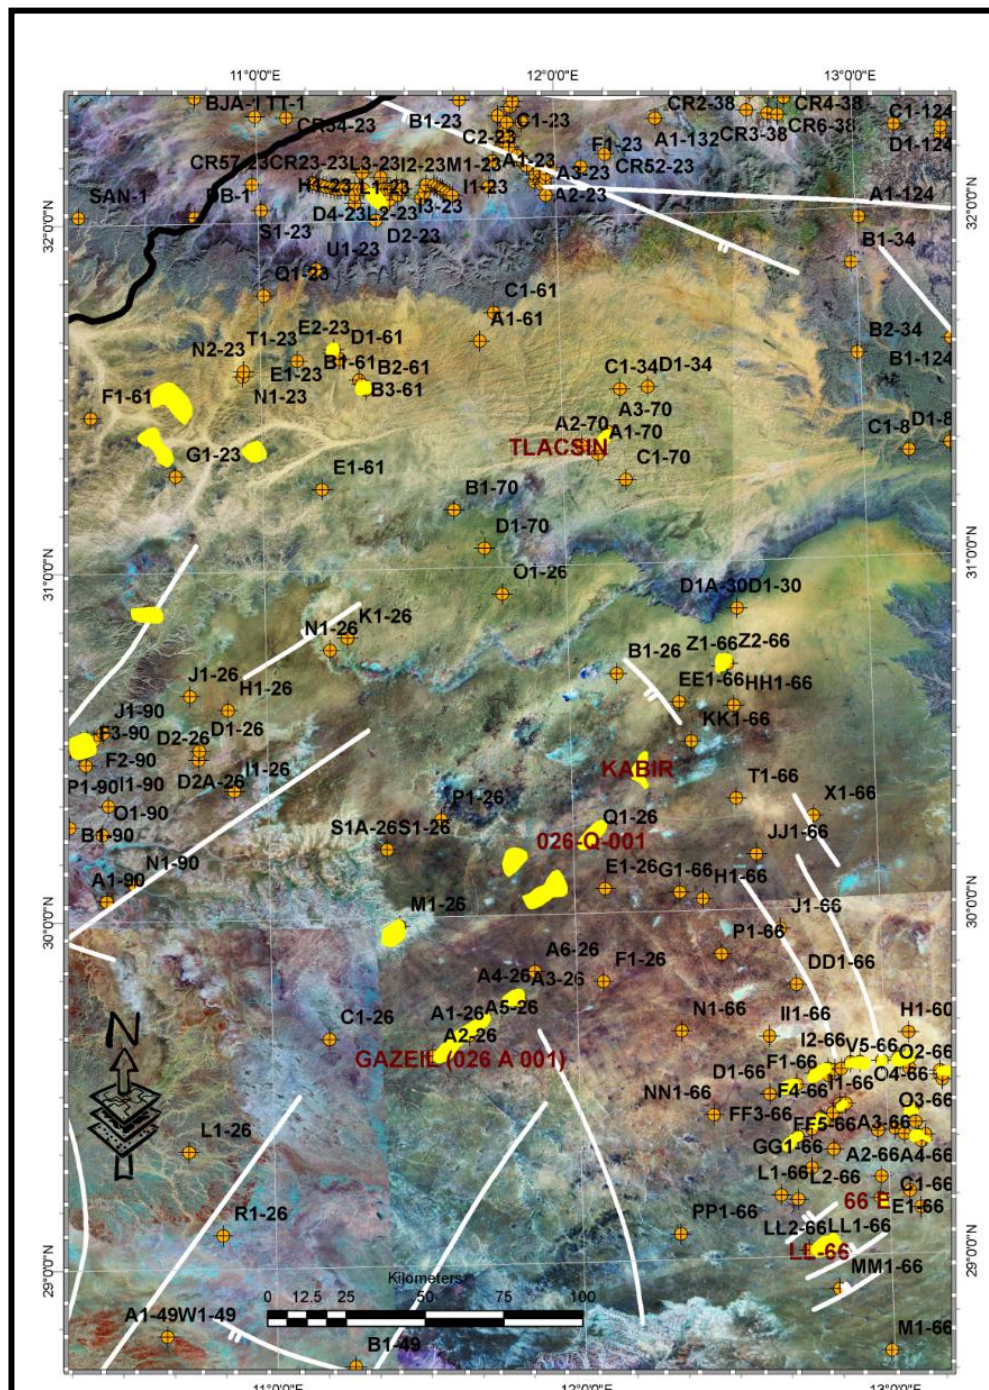 11°0'0"E 12°0'0"E 13°0'0"E
BJA-1 TT-1
CR54-23
B1-23
C1-23
C2-23
CR2-38
CR4-38
CR3-38
CR6-38
C1-124
D1-124
A1-132
F1-23
CR52-23
CR57-23 CR23-23 L3-23 I2-23 M1-23
A1-23
A3-23
A2-23
H1-23
L1-23
I1-23
I3-23
SAN-1
DB-1
D4-23 L2-23
D2-23
S1-23
A1-124
32°0'0"N
32°0'0"N
U1-23
Q1-23
B1-34
C1-61
A1-61
E2-23
D1-61
T1-23
N2-23
B1-61
B2-61
E1-23
B3-61
N1-23
B2-34
B1-124
C1-34 D1-34
F1-61
A3-70
A2-70
A1-70
TLACSIN
C1-8
D1-8
G1-23
E1-61
C1-70
B1-70
D1-70
31°0'0"N
31°0'0"N
O1-26
D1A-30 D1-30
K1-26
N1-26
B1-26
Z1-66
Z2-66
J1-26
H1-26
EE1-66
HH1-66
KK1-66
J1-90
F3-90
D1-26
D2-26
F2-90
P1-90
I1-90
D2A-26
I1-26
KABIR
T1-66
X1-66
O1-90
B1-90
P1-26
S1A-26 S1-26
Q1-26
026-Q-001
JJ1-66
N1-90
A1-90
E1-26
G1-66
H1-66
30°0'0"N
30°0'0"N
M1-26
J1-66
P1-66
A6-26
F1-26
A4-26
A3-26
DD1-66
N
C1-26
A1-26
A5-26
A2-26
GAZEIL (026 A 001)
N1-66
II1-66
H1-60
I2-66
V5-66
O2-66
F1-66
D1-66
I1-66
O4-66
NN1-66
F4-66
O3-66
FF3-66
FF5-66
A3-66
L1-26
GG1-66
A2-66
A4-66
L1-66
L2-66
C1-66
66 E
E1-66
R1-26
PP1-66
LL2-66
LL1-66
LL-66
29°0'0"N
29°0'0"N
MM1-66
Kilometers
0 12.5 25 50 75 100
A1-49 W1-49
B1-49
M1-66
11°0'0"E 12°0'0"E 13°0'0"E